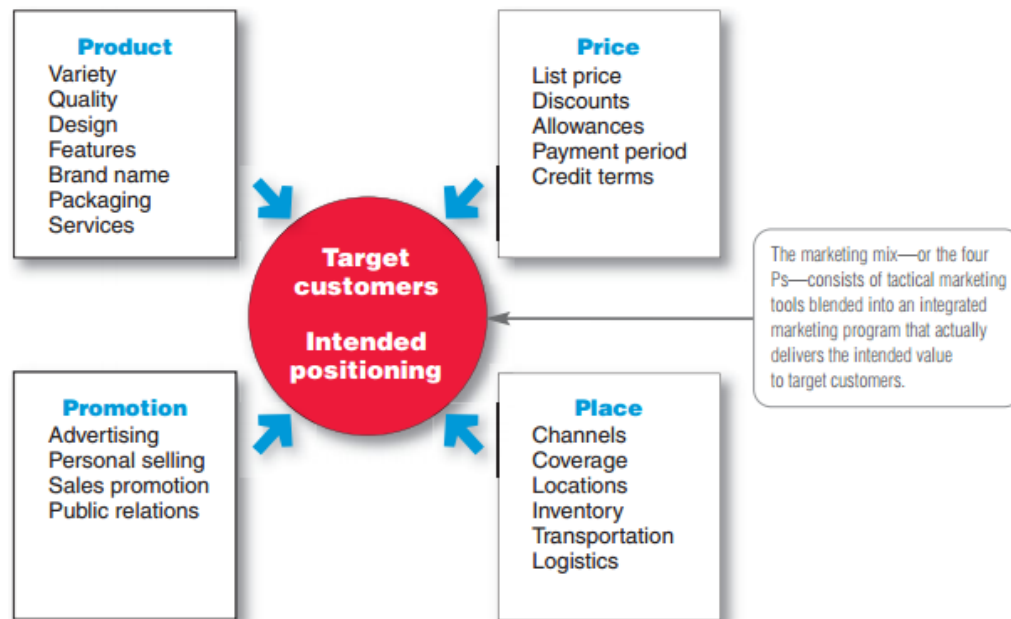 Product
Variety
Quality
Design
Features
Brand name
Packaging
Services
Price
List price
Discounts
Allowances
Payment period
Credit terms
Target
customers
Intended
positioning
The marketing mix—or the four
Ps—consists of tactical marketing
tools blended into an integrated
marketing program that actually
delivers the intended value
to target customers.
Promotion
Advertising
Personal selling
Sales promotion
Public relations
Place
Channels
Coverage
Locations
Inventory
Transportation
Logistics